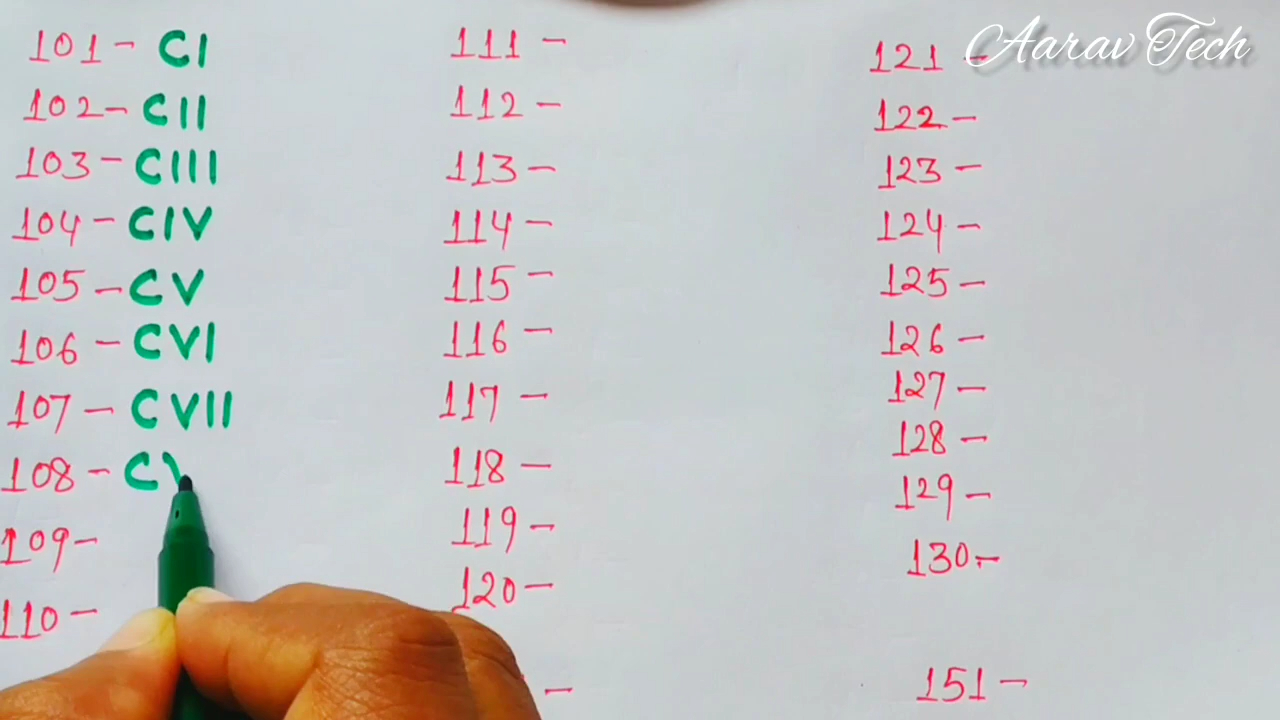 Aarav Tech
101 - CI
102 - CII
103 - CIII
104 - CIV
105 - CV
106 - CVI
107 - CVII
108 - CV
109 -
110 -
111 -
112 -
113 -
114 -
115 -
116 -
117 -
118 -
119 -
120 -
-
121 -
122 -
123 -
124 -
125 -
126 -
127 -
128 -
129 -
130 -
151 -